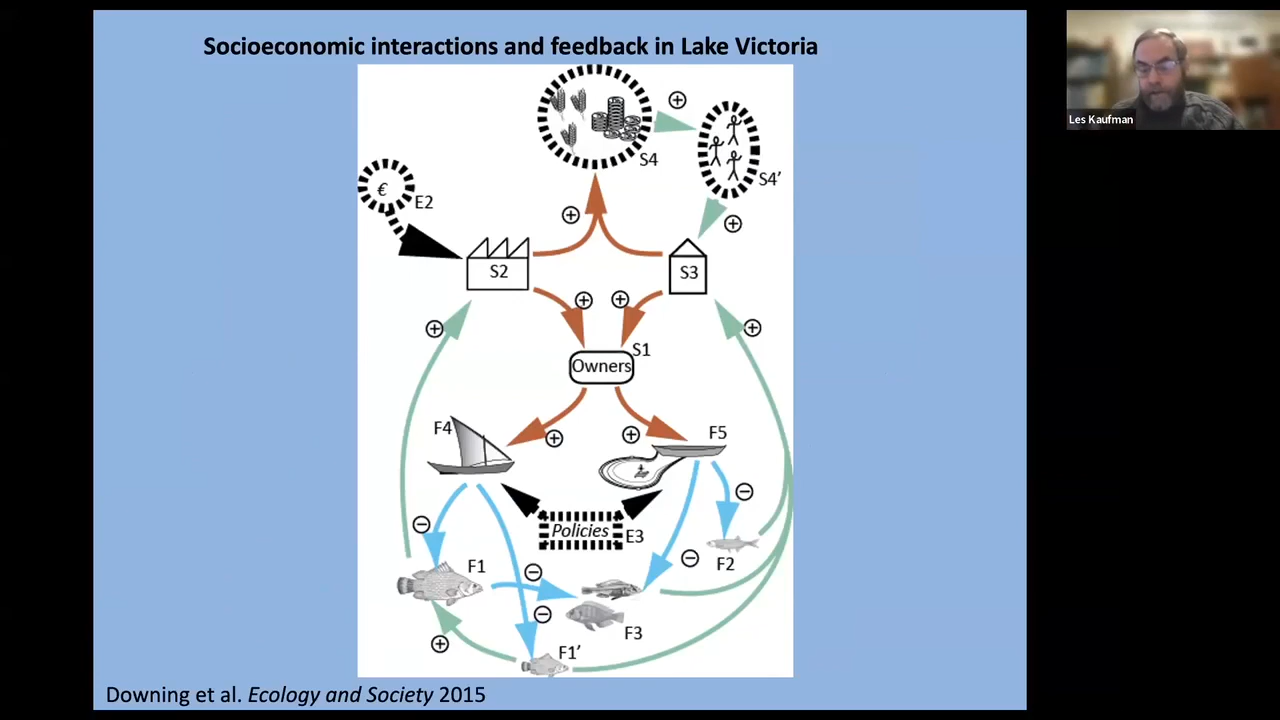 Socioeconomic interactions and feedback in Lake Victoria
Les Kaufman
S4
S4’
€
E2
S2
S3
S1
Owners
F4
F5
Policies
E3
F1
F2
F3
F1’
Downing et al. Ecology and Society 2015